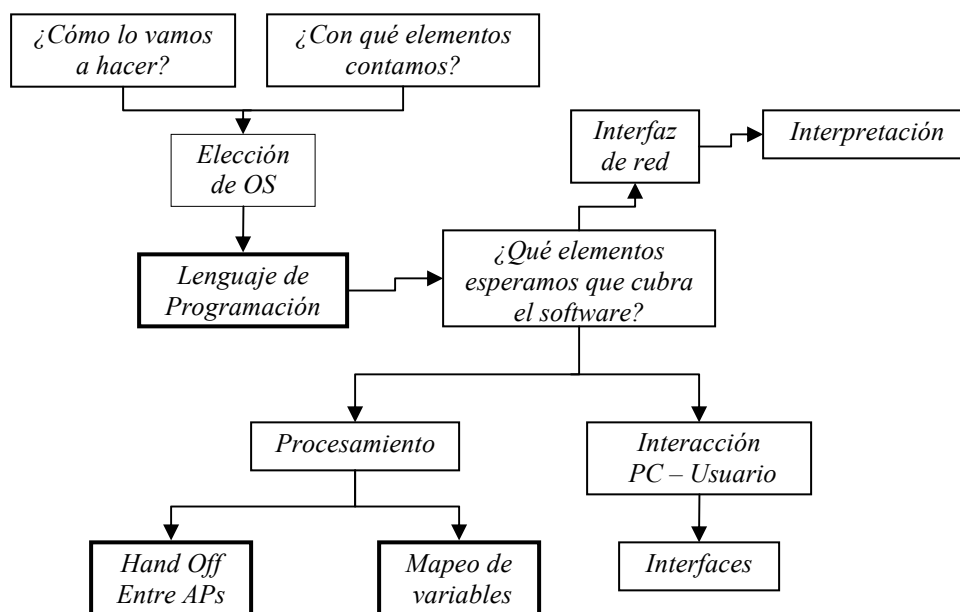 ¿Cómo lo vamos
a hacer?
¿Con qué elementos
contamos?
Elección
de OS
Interfaz
de red
Interpretación
Lenguaje de
Programación
¿Qué elementos
esperamos que cubra
el software?
Procesamiento
Interacción
PC – Usuario
Hand Off
Entre APs
Mapeo de
variables
Interfaces